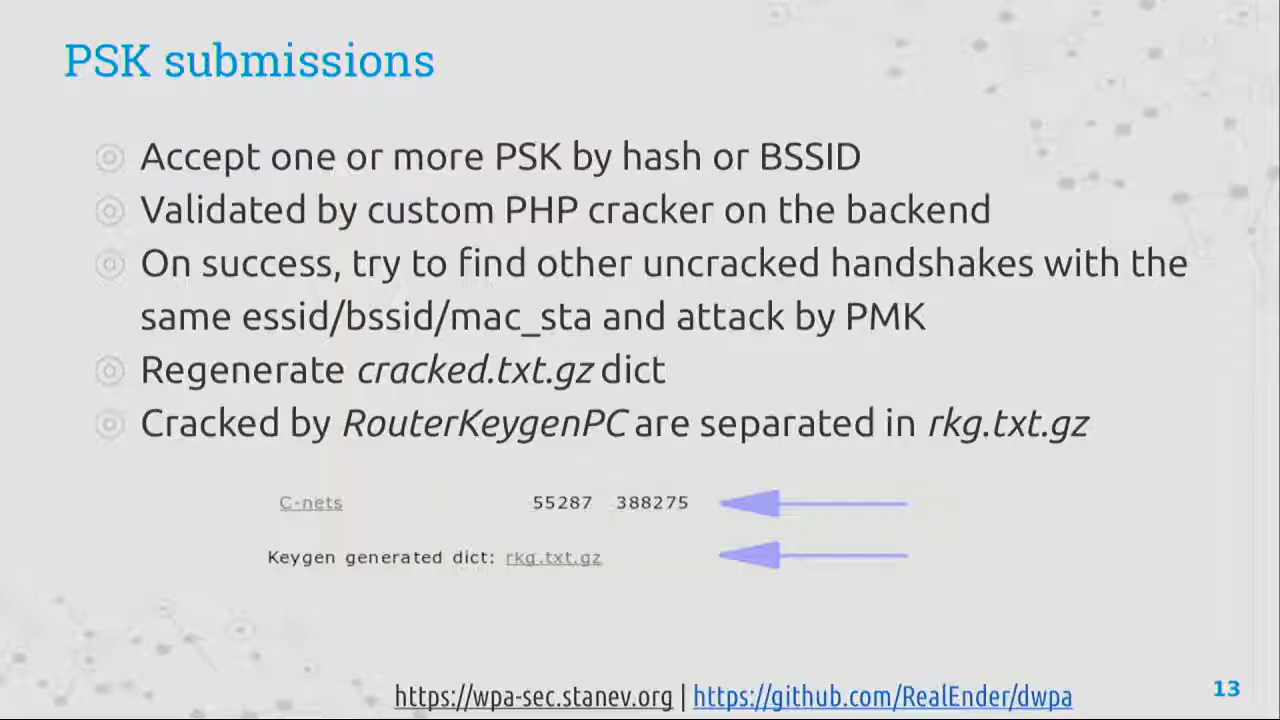 PSK submissions
Accept one or more PSK by hash or BSSID
Validated by custom PHP cracker on the backend
On success, try to find other uncracked handshakes with the
same essid/bssid/mac_sta and attack by PMK
Regenerate cracked.txt.gz dict
Cracked by RouterKeygenPC are separated in rkg.txt.gz
C-nets 55287 388275
Keygen generated dict: rkg.txt.gz
https://wpa-sec.stanev.org | https://github.com/RealEnder/dwpa
13